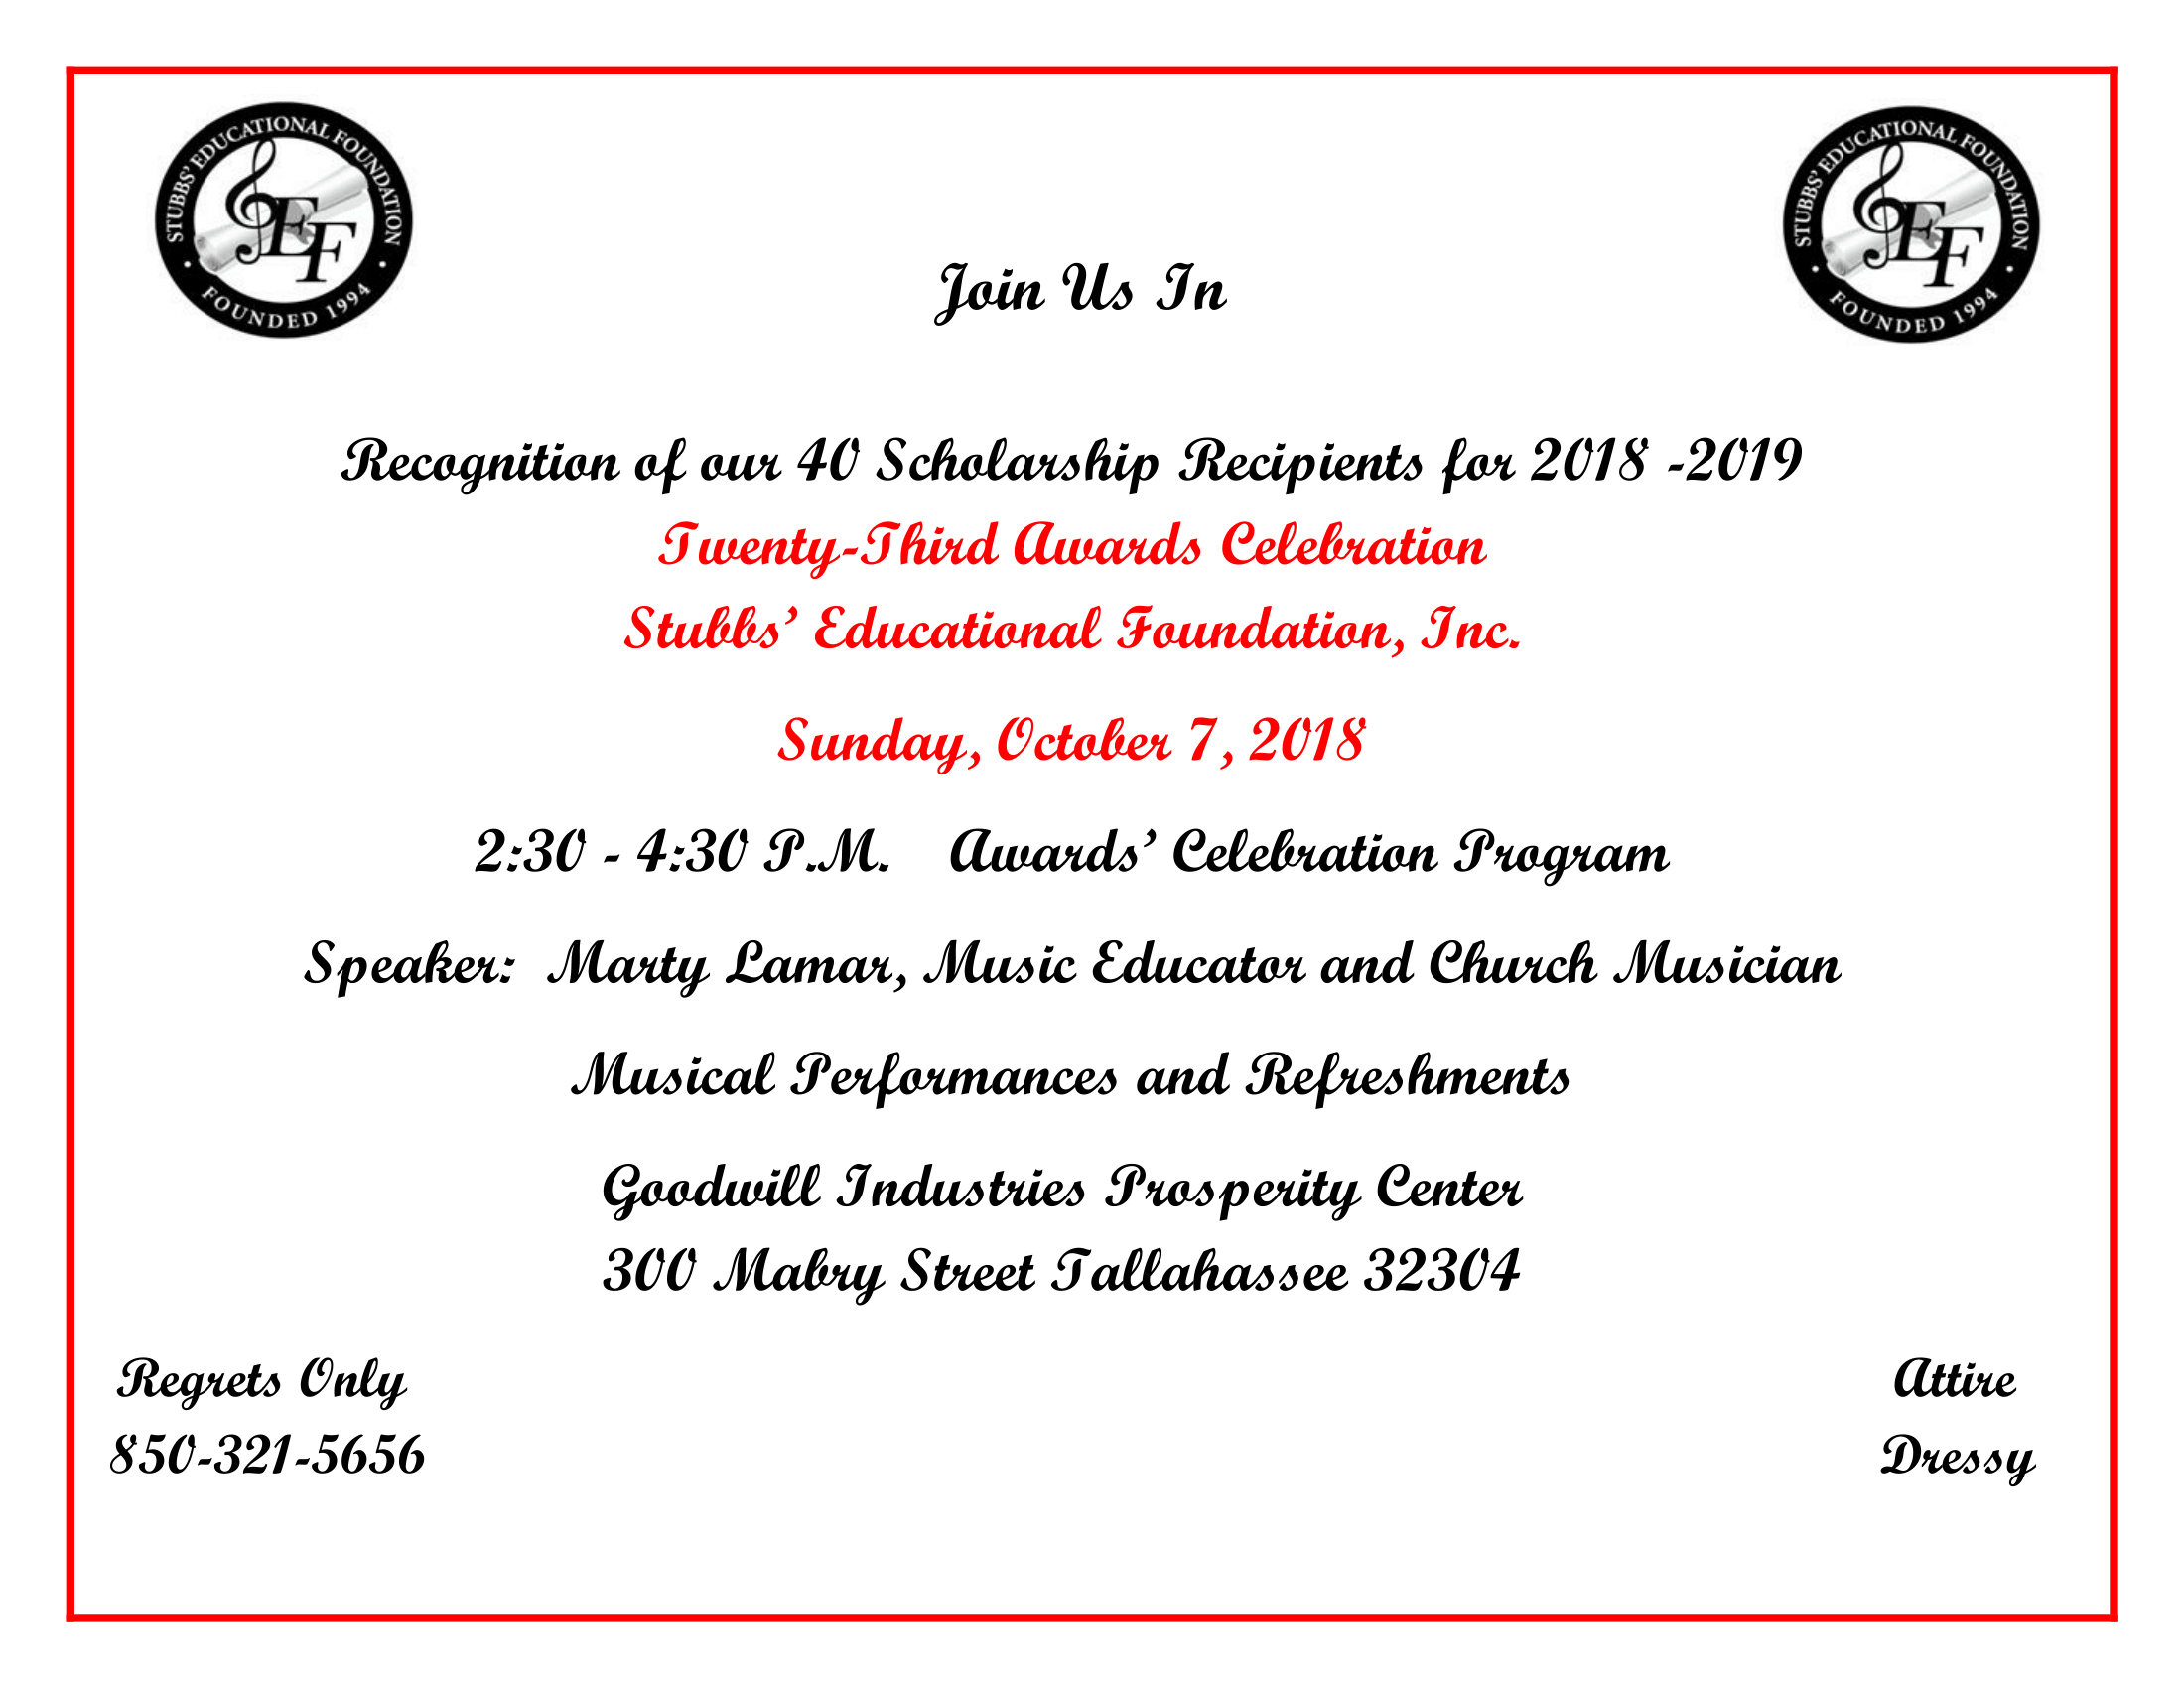 STUBBS' EDUCATIONAL FOUNDATION
EF
• FOUNDED 1994 •
STUBBS' EDUCATIONAL FOUNDATION
EF
• FOUNDED 1994 •
Join Us In
Recognition of our 40 Scholarship Recipients for 2018 -2019
Twenty-Third Awards Celebration
Stubbs’ Educational Foundation, Inc.
Sunday, October 7, 2018
2:30 - 4:30 P.M. Awards’ Celebration Program
Speaker: Marty Lamar, Music Educator and Church Musician
Musical Performances and Refreshments
Goodwill Industries Prosperity Center
300 Mabry Street Tallahassee 32304
Regrets Only
850-321-5656
Attire
Dressy